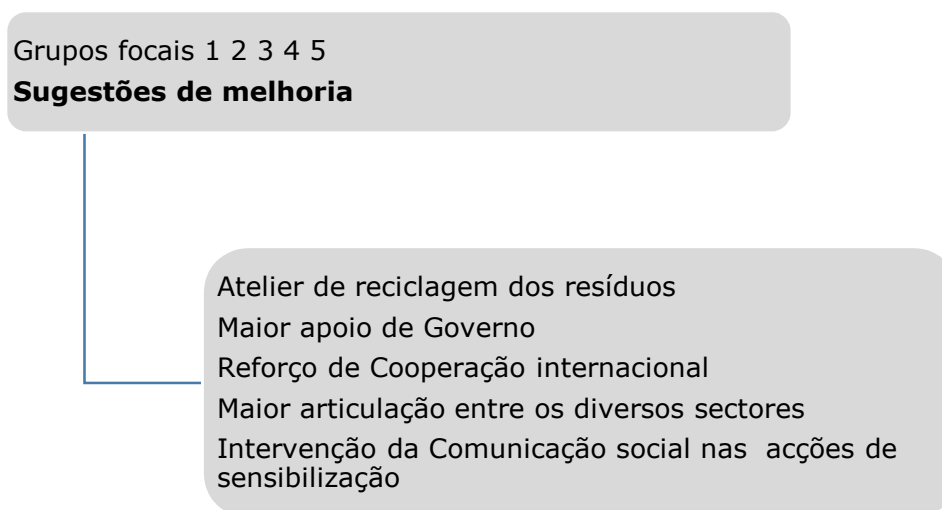 Grupos focais 1 2 3 4 5
Sugestões de melhoria
Atelier de reciclagem dos resíduos
Maior apoio de Governo
Reforço de Cooperação internacional
Maior articulação entre os diversos sectores
Intervenção da Comunicação social nas  acções de
sensibilização